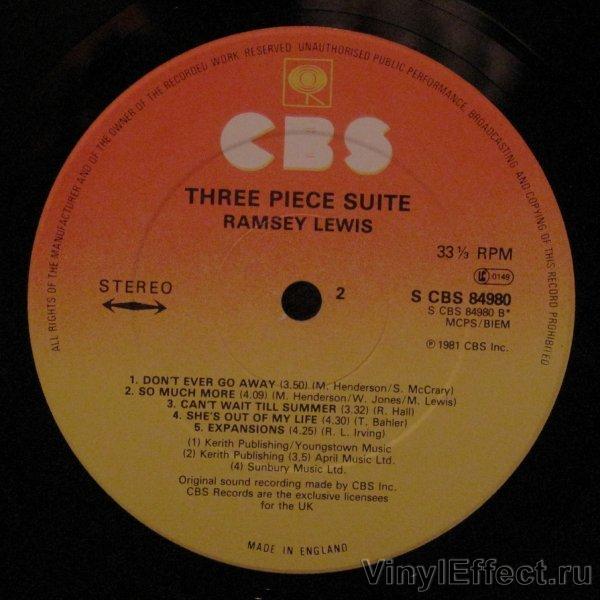 ALL RIGHTS OF THE MANUFACTURER AND OF THE OWNER OF THE RECORDED WORK RESERVED UNAUTHORISED PUBLIC PERFORMANCE, BROADCASTING AND COPYING OF THIS RECORD PROHIBITED
CBS
THREE PIECE SUITE
RAMSEY LEWIS
33 1/3 RPM
LC 0149
STEREO
2
S CBS 84980
S CBS 84980 B*
MCPS/BIEM
℗ 1981 CBS Inc.
1. DON'T EVER GO AWAY (3.50) (M. Henderson/S. McCrary)
2. SO MUCH MORE (4.09) (M. Henderson/W. Jones/M. Lewis)
3. CAN'T WAIT TILL SUMMER (3.32) (R. Hall)
4. SHE'S OUT OF MY LIFE (4.30) (T. Bahler)
5. EXPANSIONS (4.25) (R. L. Irving)
(1) Kerith Publishing/Youngstown Music
(2) Kerith Publishing (3,5) April Music Ltd.
(4) Sunbury Music Ltd.
Original sound recording made by CBS Inc.
CBS Records are the exclusive licensees
for the UK
MADE IN ENGLAND
VinylEffect.ru